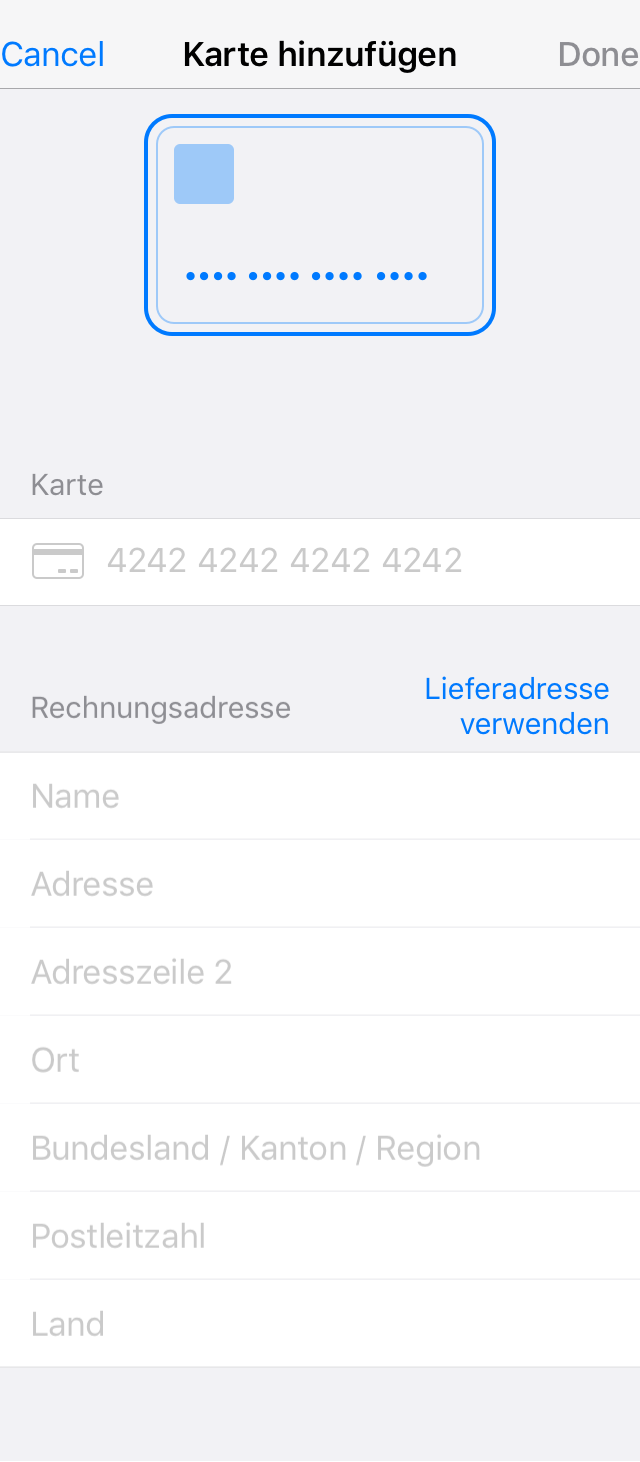 Cancel Karte hinzufügen Done
•••• •••• •••• ••••
Karte
4242 4242 4242 4242
Rechnungsadresse
Lieferadresse
verwenden
Name
Adresse
Adresszeile 2
Ort
Bundesland / Kanton / Region
Postleitzahl
Land